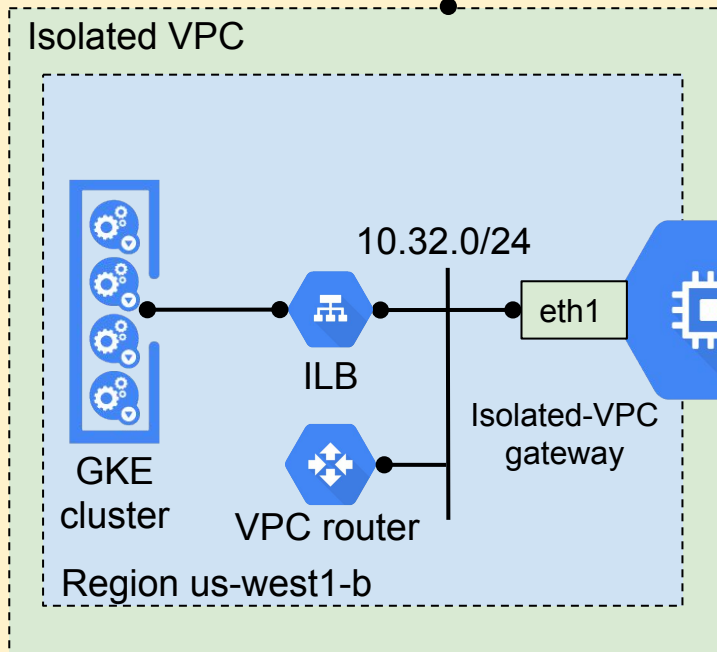 Isolated VPC
10.32.0/24
eth1
ILB
Isolated-VPC
gateway
GKE
cluster
VPC router
Region us-west1-b